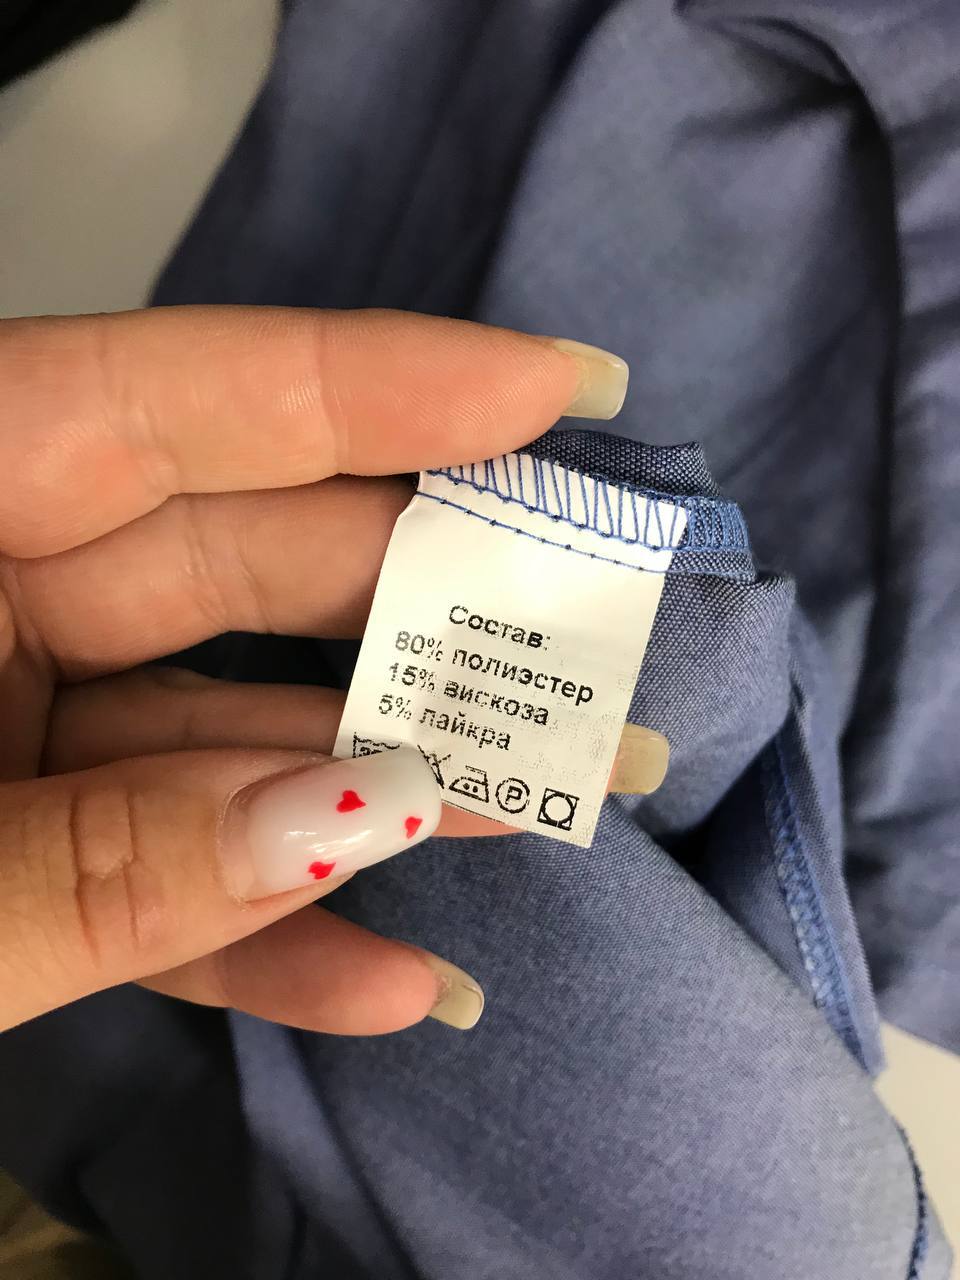 Состав:
80% полиэстер
15% вискоза
5% лайкра
P